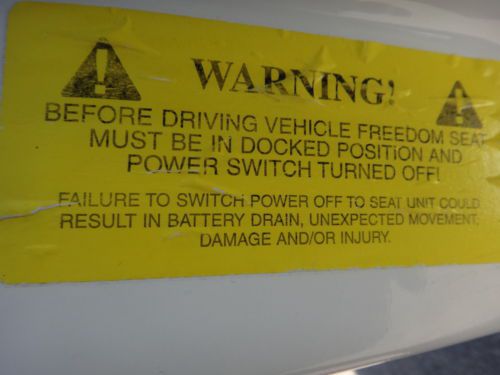 WARNING!
BEFORE DRIVING VEHICLE FREEDOM SEAT
MUST BE IN DOCKED POSITION AND
POWER SWITCH TURNED OFF!
FAILURE TO SWITCH POWER OFF TO SEAT UNIT COULD
RESULT IN BATTERY DRAIN, UNEXPECTED MOVEMENT,
DAMAGE AND/OR INJURY.